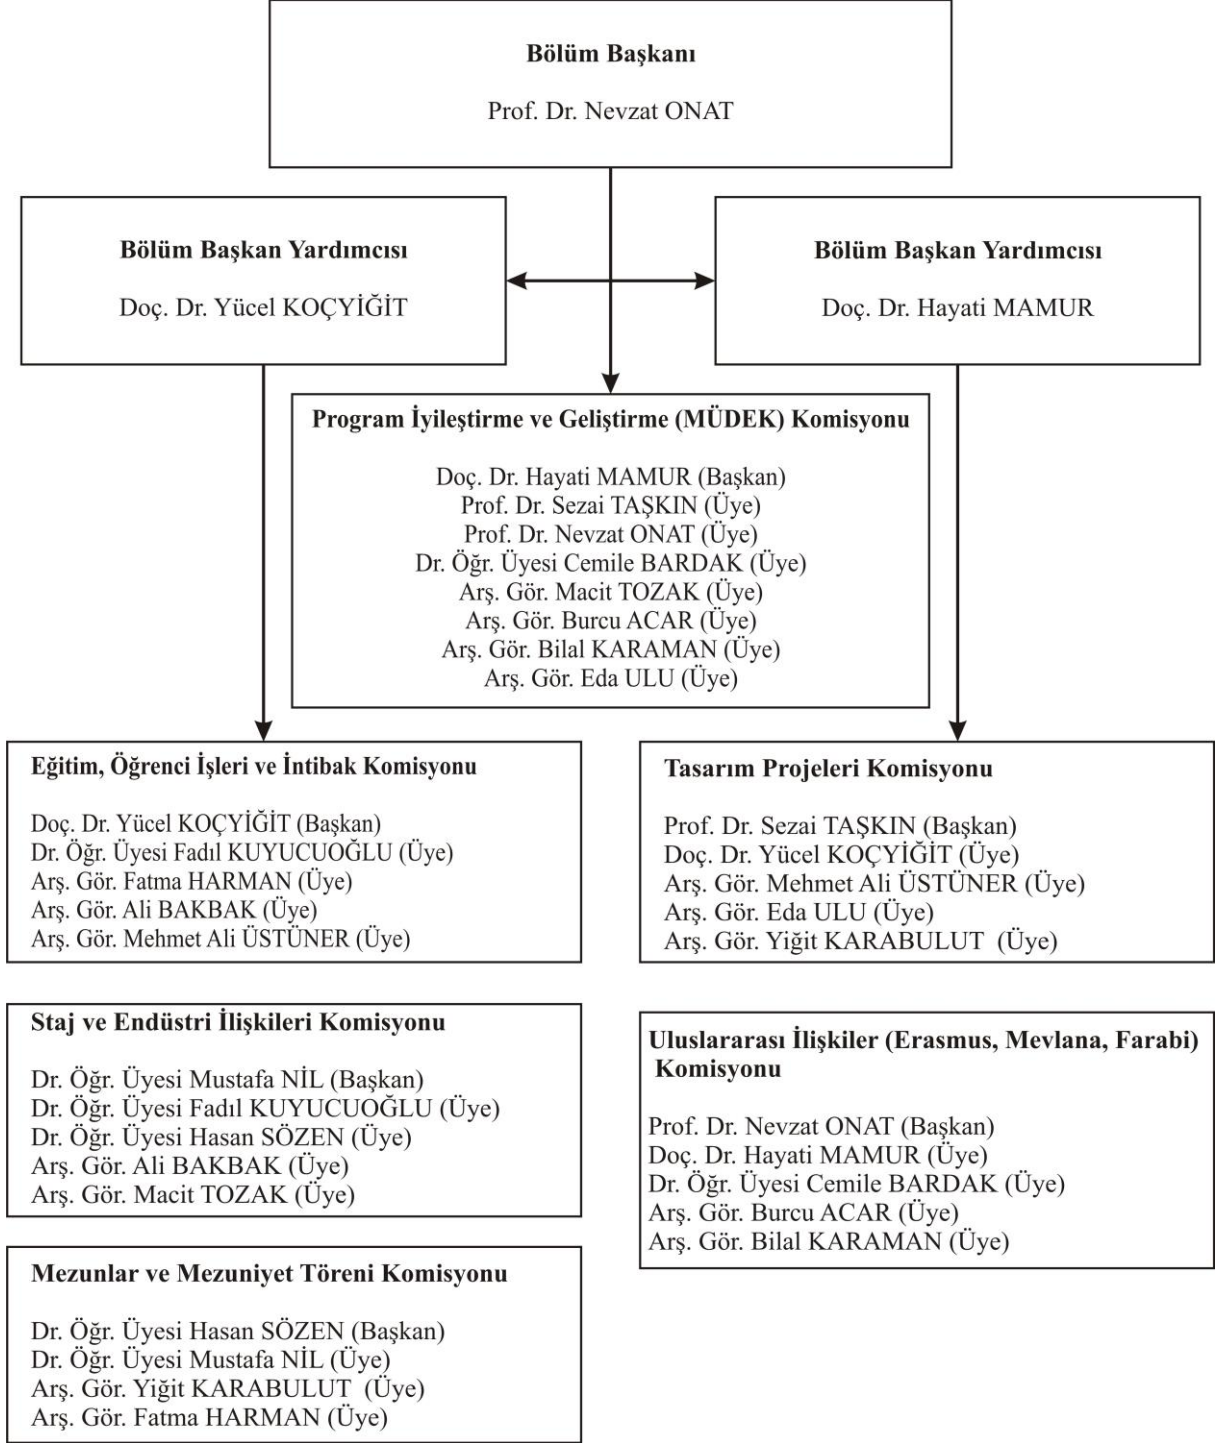 Bölüm Başkanı
Prof. Dr. Nevzat ONAT
Bölüm Başkan Yardımcısı
Doç. Dr. Yücel KOÇYİĞİT
Bölüm Başkan Yardımcısı
Doç. Dr. Hayati MAMUR
Program İyileştirme ve Geliştirme (MÜDEK) Komisyonu
Doç. Dr. Hayati MAMUR (Başkan)
Prof. Dr. Sezai TAŞKIN (Üye)
Prof. Dr. Nevzat ONAT (Üye)
Dr. Öğr. Üyesi Cemile BARDAK (Üye)
Arş. Gör. Macit TOZAK (Üye)
Arş. Gör. Burcu ACAR (Üye)
Arş. Gör. Bilal KARAMAN (Üye)
Arş. Gör. Eda ULU (Üye)
Eğitim, Öğrenci İşleri ve İntibak Komisyonu
Doç. Dr. Yücel KOÇYİĞİT (Başkan)
Dr. Öğr. Üyesi Fadıl KUYUCUOĞLU (Üye)
Arş. Gör. Fatma HARMAN (Üye)
Arş. Gör. Ali BAKBAK (Üye)
Arş. Gör. Mehmet Ali ÜSTÜNER (Üye)
Tasarım Projeleri Komisyonu
Prof. Dr. Sezai TAŞKIN (Başkan)
Doç. Dr. Yücel KOÇYİĞİT (Üye)
Arş. Gör. Mehmet Ali ÜSTÜNER (Üye)
Arş. Gör. Eda ULU (Üye)
Arş. Gör. Yiğit KARABULUT (Üye)
Staj ve Endüstri İlişkileri Komisyonu
Dr. Öğr. Üyesi Mustafa NİL (Başkan)
Dr. Öğr. Üyesi Fadıl KUYUCUOĞLU (Üye)
Dr. Öğr. Üyesi Hasan SÖZEN (Üye)
Arş. Gör. Ali BAKBAK (Üye)
Arş. Gör. Macit TOZAK (Üye)
Uluslararası İlişkiler (Erasmus, Mevlana, Farabi)
Komisyonu
Prof. Dr. Nevzat ONAT (Başkan)
Doç. Dr. Hayati MAMUR (Üye)
Dr. Öğr. Üyesi Cemile BARDAK (Üye)
Arş. Gör. Burcu ACAR (Üye)
Arş. Gör. Bilal KARAMAN (Üye)
Mezunlar ve Mezuniyet Töreni Komisyonu
Dr. Öğr. Üyesi Hasan SÖZEN (Başkan)
Dr. Öğr. Üyesi Mustafa NİL (Üye)
Arş. Gör. Yiğit KARABULUT (Üye)
Arş. Gör. Fatma HARMAN (Üye)